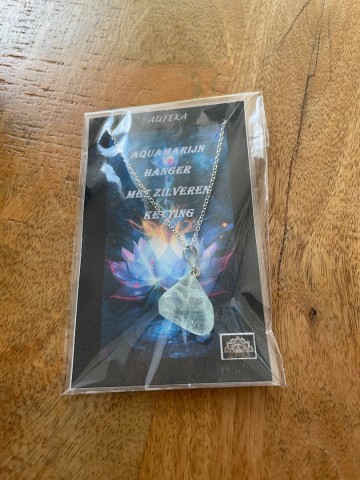 AUFEKA
AQUAMARIJN
HANGER
MET ZILVEREN
KETTING